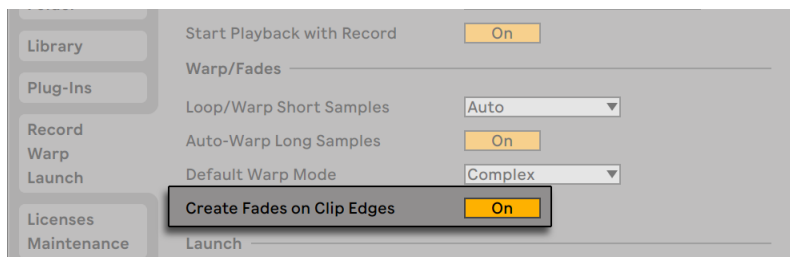 Library
Plug-Ins
Record
Warp
Launch
Licenses
Maintenance
Start Playback with Record On
Warp/Fades
Loop/Warp Short Samples Auto
Auto-Warp Long Samples On
Default Warp Mode Complex
Create Fades on Clip Edges On
Launch